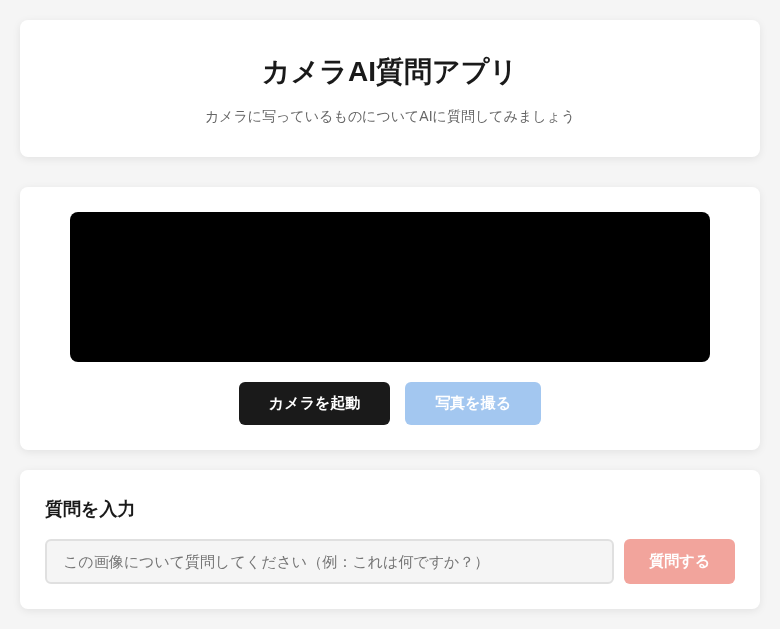 カメラAI質問アプリ
カメラに写っているものについてAIに質問してみましょう
カメラを起動
写真を撮る
質問を入力
この画像について質問してください（例：これは何ですか？）
質問する